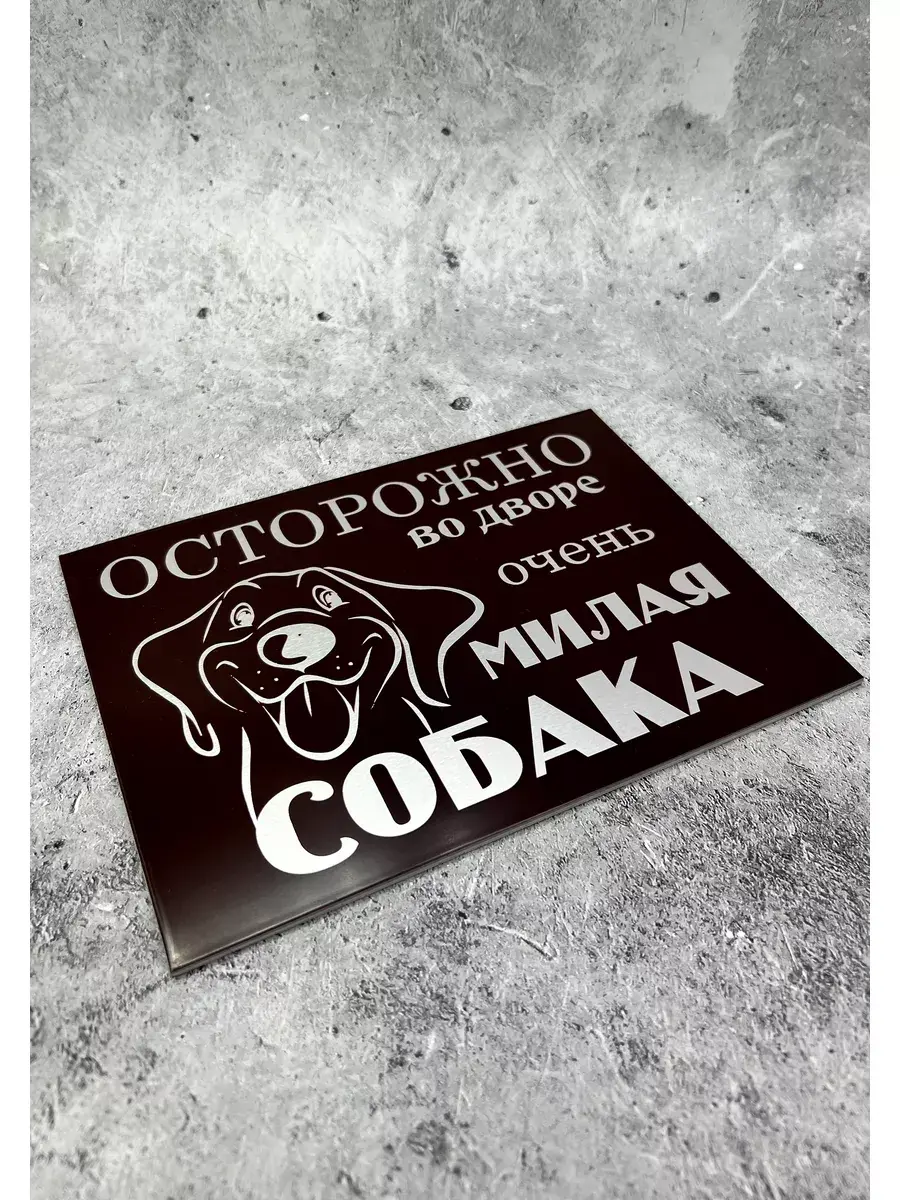 ОСТОРОЖНО
во дворе
очень
МИЛАЯ
СОБАКА